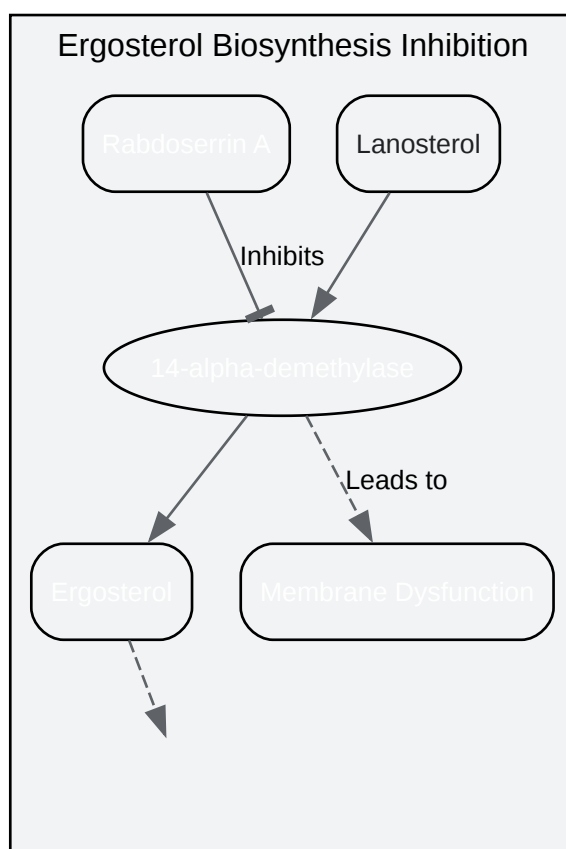 Ergosterol Biosynthesis Inhibition
Rabdoserrin A
Lanosterol
Inhibits
14-alpha-demethylase
Leads to
Ergosterol
Membrane Dysfunction